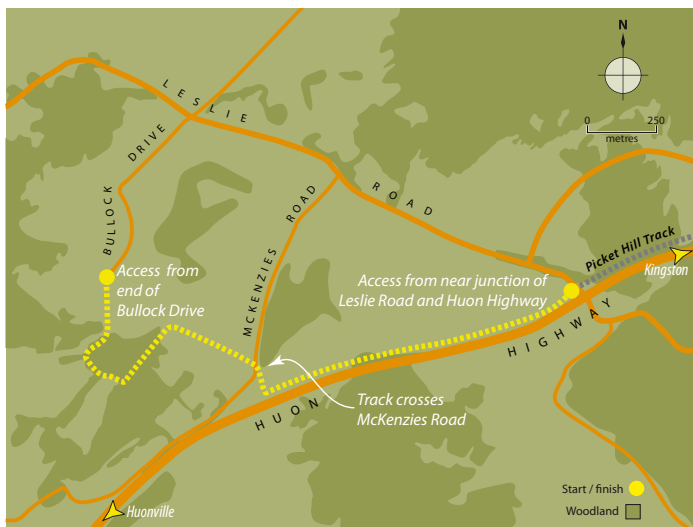 N
0 250
metres
LESLIE
ROAD
BULLOCK
DRIVE
MCKENZIES
ROAD
Picket Hill Track
Kingston
Access from
end of
Bullock Drive
Access from near junction of
Leslie Road and Huon Highway
HUON
HIGHWAY
Track crosses
McKenzies Road
Huonville
Start / finish
Woodland